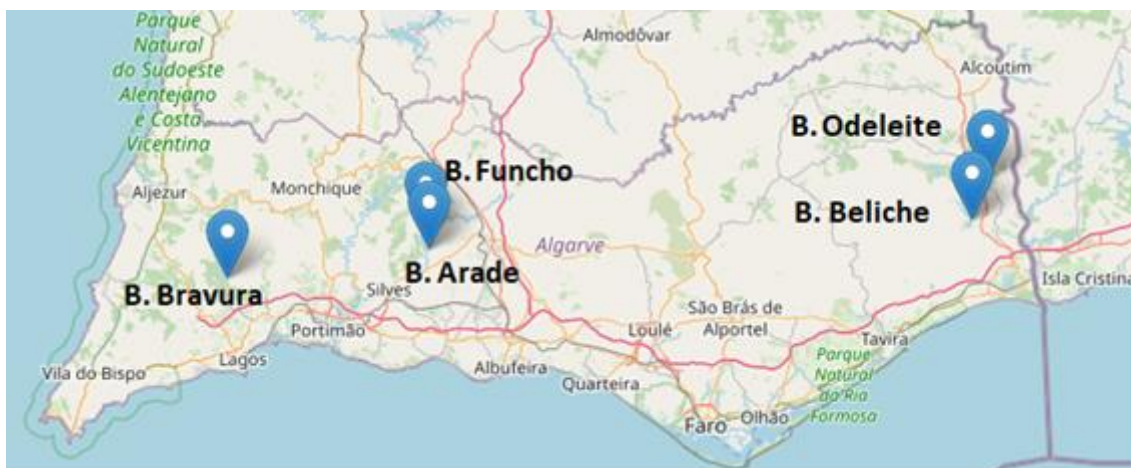 Parque
Natural
do Sudoeste
Alentejano
e Costa
Vicentina
Almodôvar
Alcoutim
B. Odeleite
B. Funcho
Aljezur
Monchique
B. Beliche
Algarve
B. Arade
Isla Cristina
B. Bravura
Silves
São Brás de
Alportel
Portimão
Loulé
Tavira
Lagos
Albufeira
Vila do Bispo
Quarteira
Parque
Natural
da Ria
Formosa
Faro
Olhão